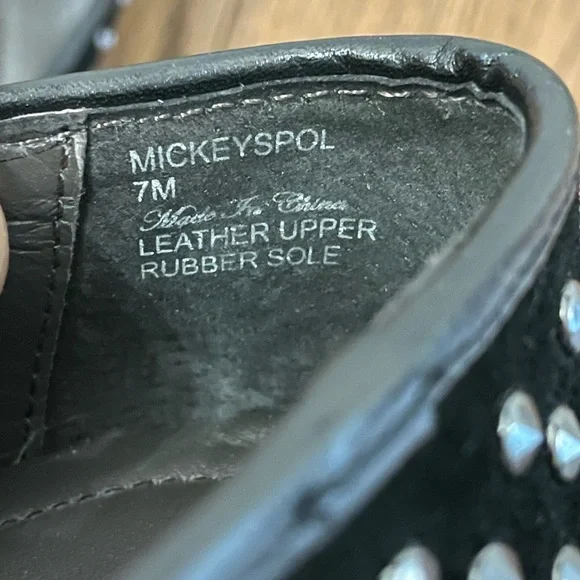 MICKEYSPOL
7M
Made In China
LEATHER UPPER
RUBBER SOLE